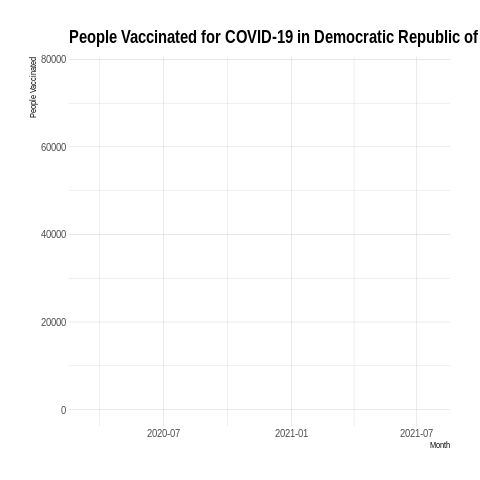 People Vaccinated for COVID-19 in Democratic Republic of
People Vaccinated
80000
60000
40000
20000
0
2020-07 2021-01 2021-07
Month